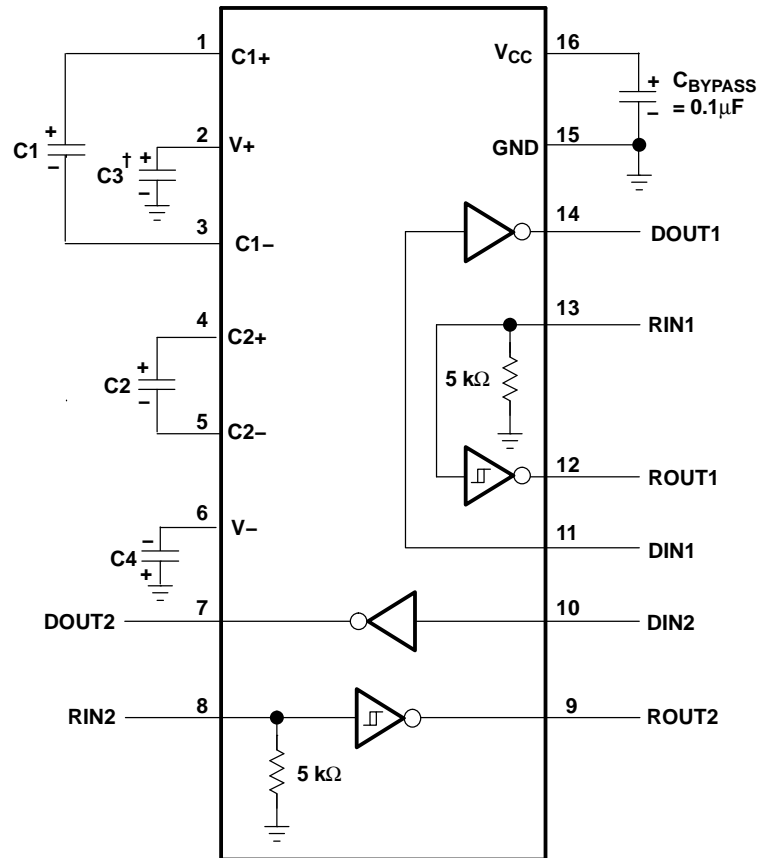 1
C1+
VCC
16
+
–
CBYPASS
= 0.1μF
C1
+
–
2
V+
C3†
+
–
GND
15
3
C1–
14
DOUT1
4
C2+
13
RIN1
C2
+
–
5 kΩ
5
C2–
12
ROUT1
6
V–
C4
–
+
11
DIN1
DOUT2
7
10
DIN2
RIN2
8
9
ROUT2
5 kΩ